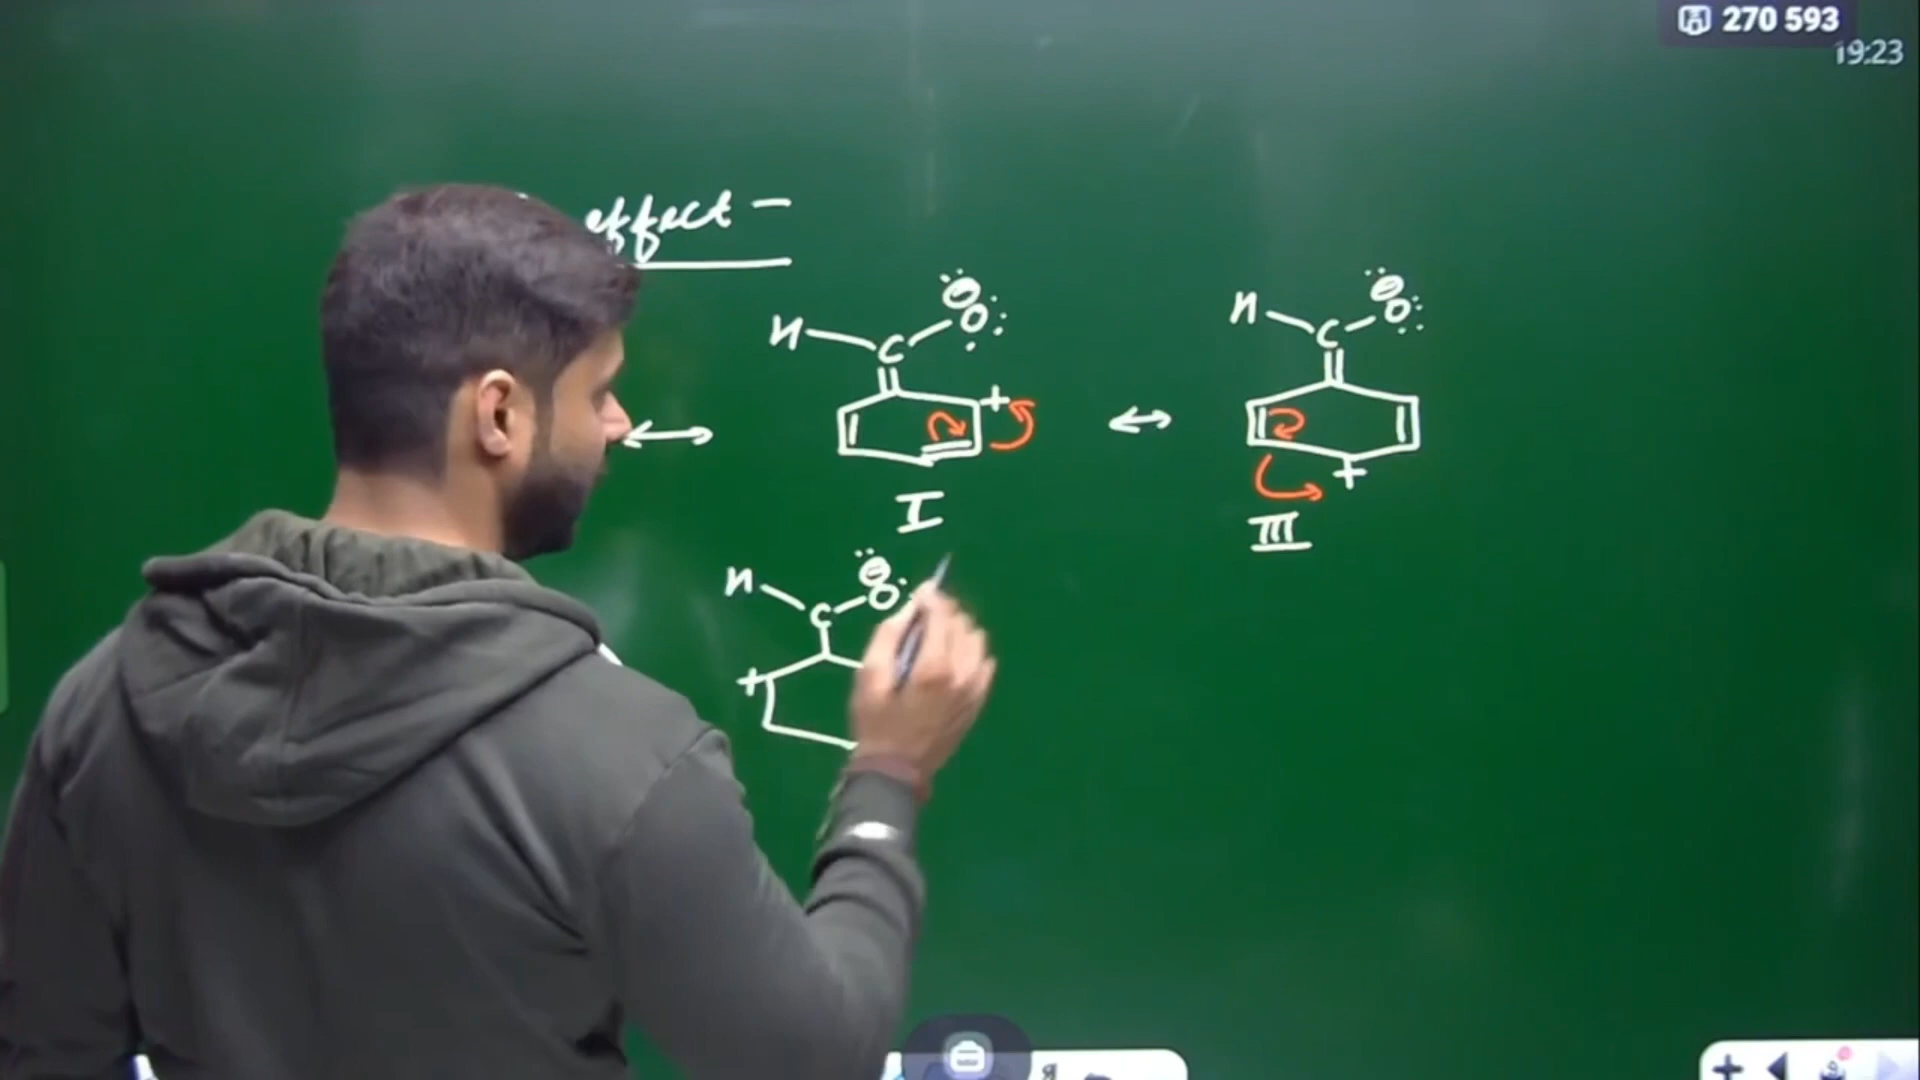 270 593
19:23
effect -
H C O
+
I
H C O
+
III
H C O
+